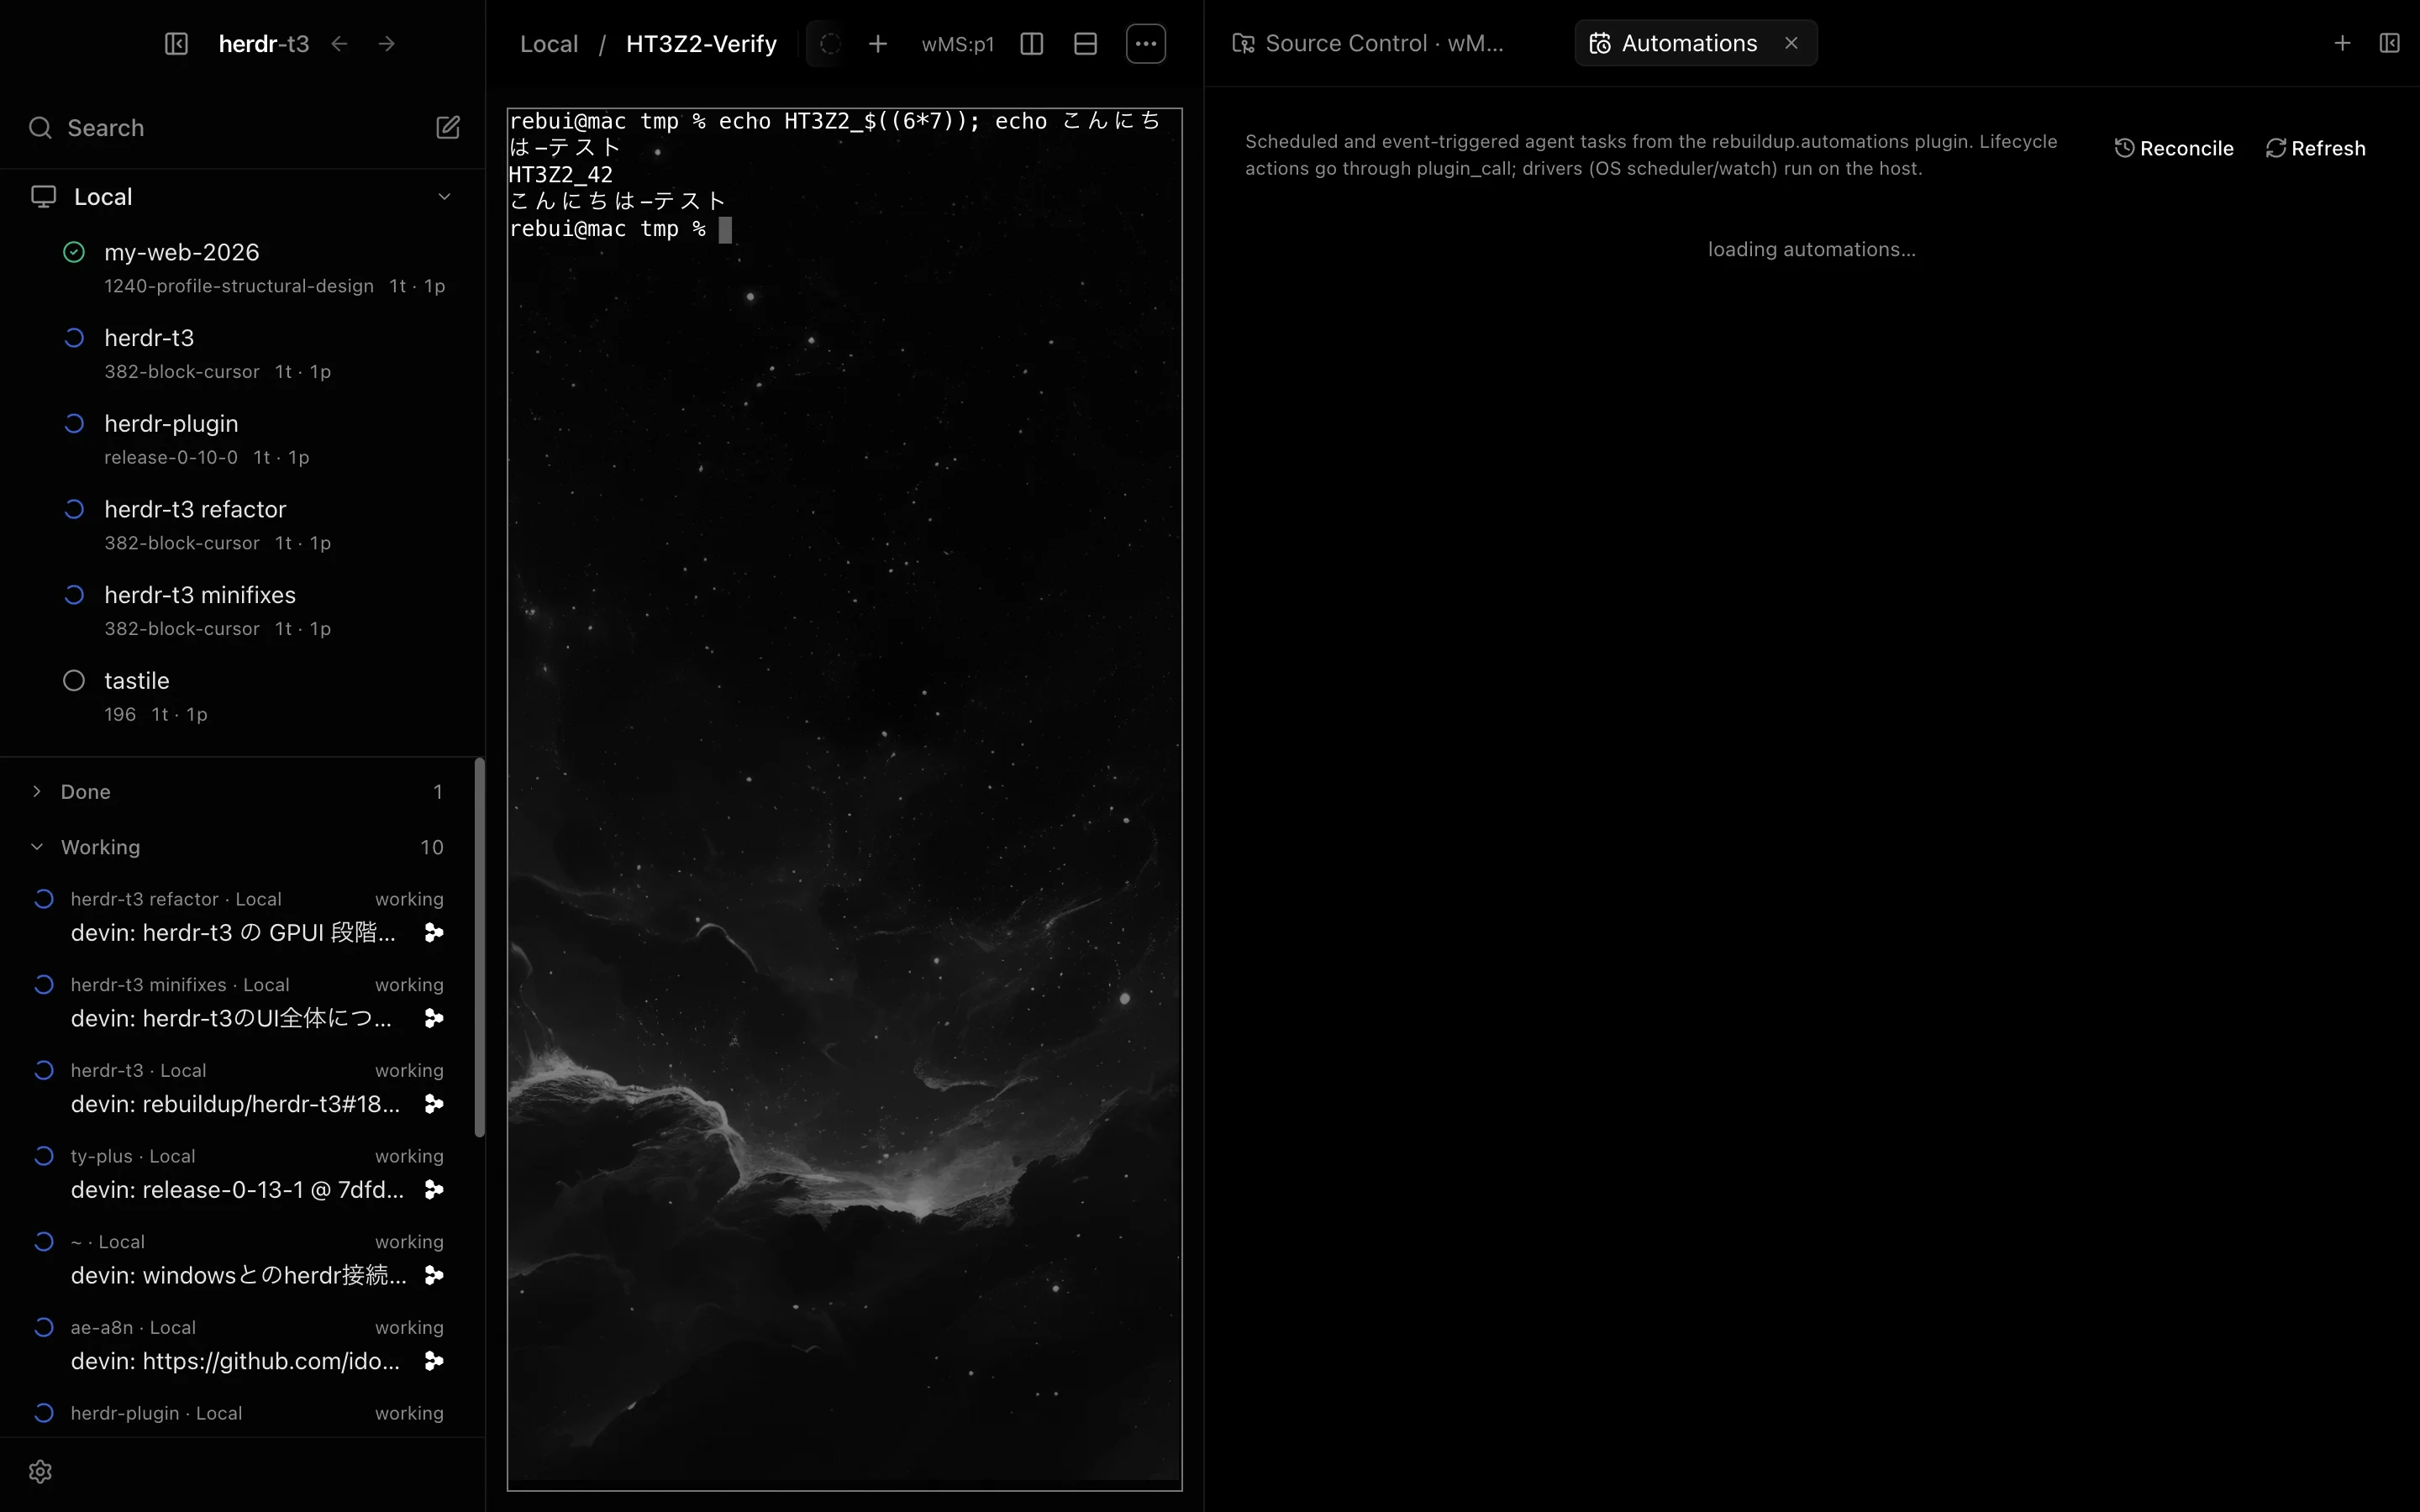 herdr-t3
Search
Local
my-web-2026
1240-profile-structural-design 1t · 1p
herdr-t3
382-block-cursor 1t · 1p
herdr-plugin
release-0-10-0 1t · 1p
herdr-t3 refactor
382-block-cursor 1t · 1p
herdr-t3 minifixes
382-block-cursor 1t · 1p
tastile
196 1t · 1p
Done 1
Working 10
herdr-t3 refactor · Local working
devin: herdr-t3 の GPUI 段階...
herdr-t3 minifixes · Local working
devin: herdr-t3のUI全体につ...
herdr-t3 · Local working
devin: rebuildup/herdr-t3#18...
ty-plus · Local working
devin: release-0-13-1 @ 7dfd...
~ · Local working
devin: windowsとのherdr接続...
ae-a8n · Local working
devin: https://github.com/ido...
herdr-plugin · Local working
Local / HT3Z2-Verify wMS:p1
rebui@mac tmp % echo HT3Z2_$((6*7)); echo こんにち
は−テスト
HT3Z2_42
こんにちは−テスト
rebui@mac tmp %
Source Control · wM...
Automations
Scheduled and event-triggered agent tasks from the rebuildup.automations plugin. Lifecycle
actions go through plugin_call; drivers (OS scheduler/watch) run on the host.
Reconcile Refresh
loading automations...